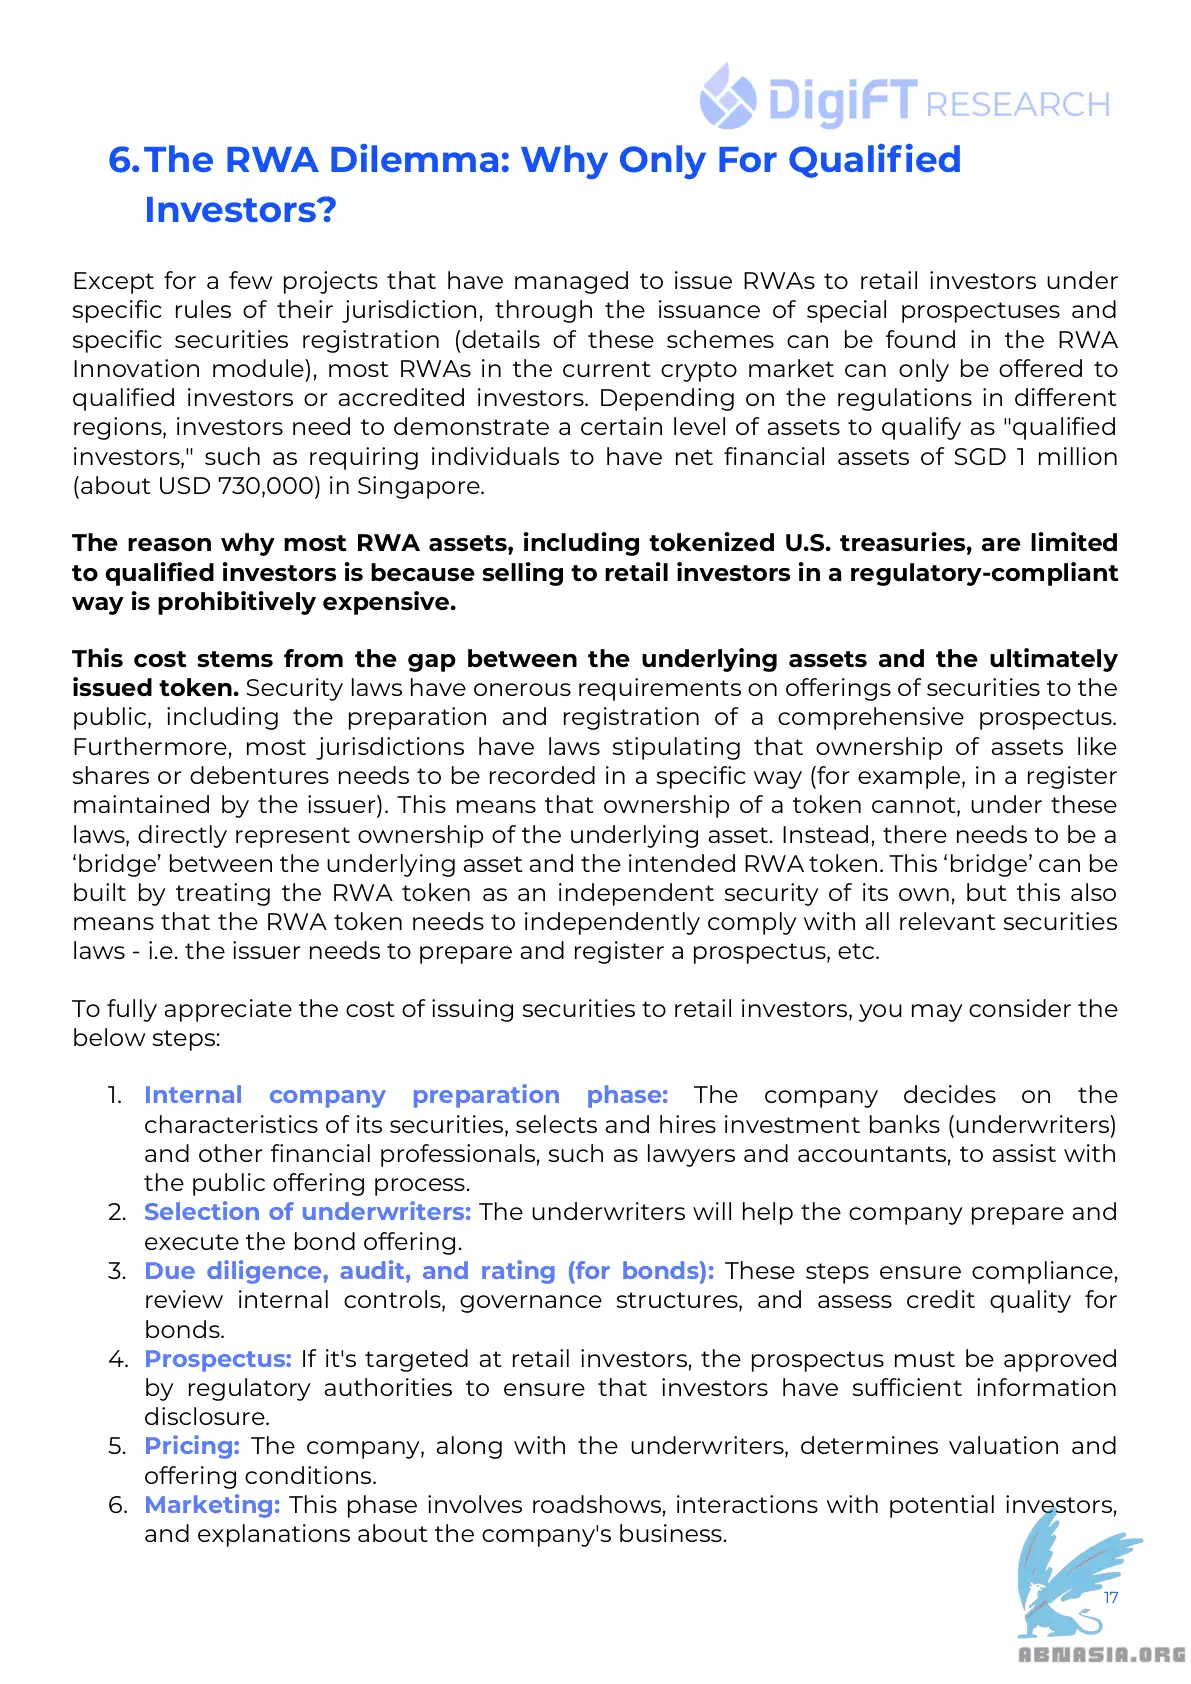 DigiFT RESEARCH
6. The RWA Dilemma: Why Only For Qualified
Investors?
Except for a few projects that have managed to issue RWAs to retail investors under
specific rules of their jurisdiction, through the issuance of special prospectuses and
specific securities registration (details of these schemes can be found in the RWA
Innovation module), most RWAs in the current crypto market can only be offered to
qualified investors or accredited investors. Depending on the regulations in different
regions, investors need to demonstrate a certain level of assets to qualify as "qualified
investors," such as requiring individuals to have net financial assets of SGD 1 million
(about USD 730,000) in Singapore.
The reason why most RWA assets, including tokenized U.S. treasuries, are limited
to qualified investors is because selling to retail investors in a regulatory-compliant
way is prohibitively expensive.
This cost stems from the gap between the underlying assets and the ultimately
issued token. Security laws have onerous requirements on offerings of securities to the
public, including the preparation and registration of a comprehensive prospectus.
Furthermore, most jurisdictions have laws stipulating that ownership of assets like
shares or debentures needs to be recorded in a specific way (for example, in a register
maintained by the issuer). This means that ownership of a token cannot, under these
laws, directly represent ownership of the underlying asset. Instead, there needs to be a
‘bridge’ between the underlying asset and the intended RWA token. This ‘bridge’ can be
built by treating the RWA token as an independent security of its own, but this also
means that the RWA token needs to independently comply with all relevant securities
laws - i.e. the issuer needs to prepare and register a prospectus, etc.
To fully appreciate the cost of issuing securities to retail investors, you may consider the
below steps:
1. Internal company preparation phase: The company decides on the
characteristics of its securities, selects and hires investment banks (underwriters)
and other financial professionals, such as lawyers and accountants, to assist with
the public offering process.
2. Selection of underwriters: The underwriters will help the company prepare and
execute the bond offering.
3. Due diligence, audit, and rating (for bonds): These steps ensure compliance,
review internal controls, governance structures, and assess credit quality for
bonds.
4. Prospectus: If it's targeted at retail investors, the prospectus must be approved
by regulatory authorities to ensure that investors have sufficient information
disclosure.
5. Pricing: The company, along with the underwriters, determines valuation and
offering conditions.
6. Marketing: This phase involves roadshows, interactions with potential investors,
and explanations about the company's business.
17
ABNASIA.ORG